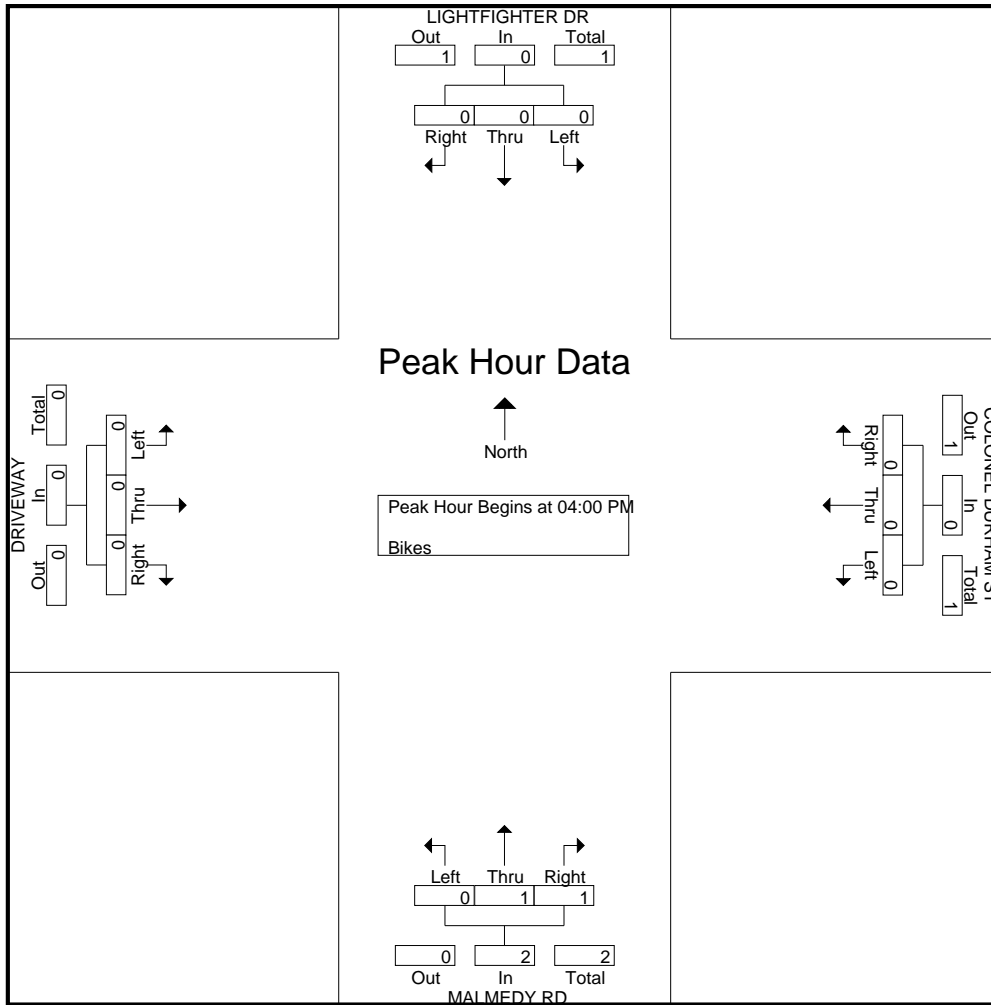 LIGHTFIGHTER DR
Out In Total
1 0 1
0 0 0
Right Thru Left
Peak Hour Data
North
Peak Hour Begins at 04:00 PM
Bikes
DRIVEWAY
Out In Total
0 0 0
Right Thru Left
0 0 0
COLONEL DURHAM ST
Out In Total
1 0 1
Right Thru Left
0 0 0
Left Thru Right
0 1 1
0 2 2
Out In Total
MALMEDY RD